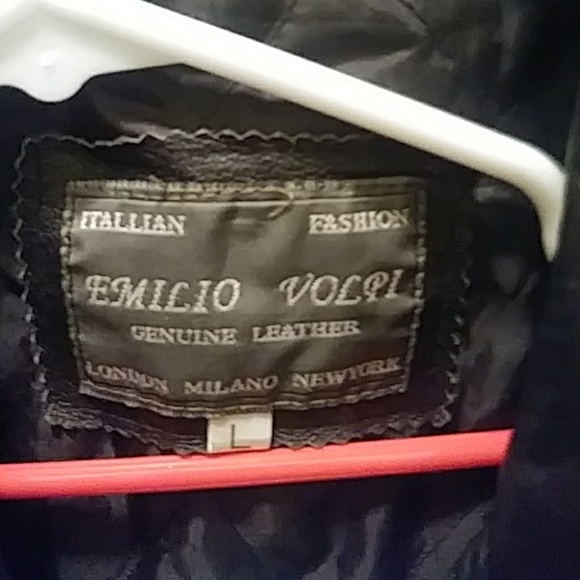 ITALLIAN FASHION
EMILIO VOLPI
GENUINE LEATHER
LONDON MILANO NEWYORK
L